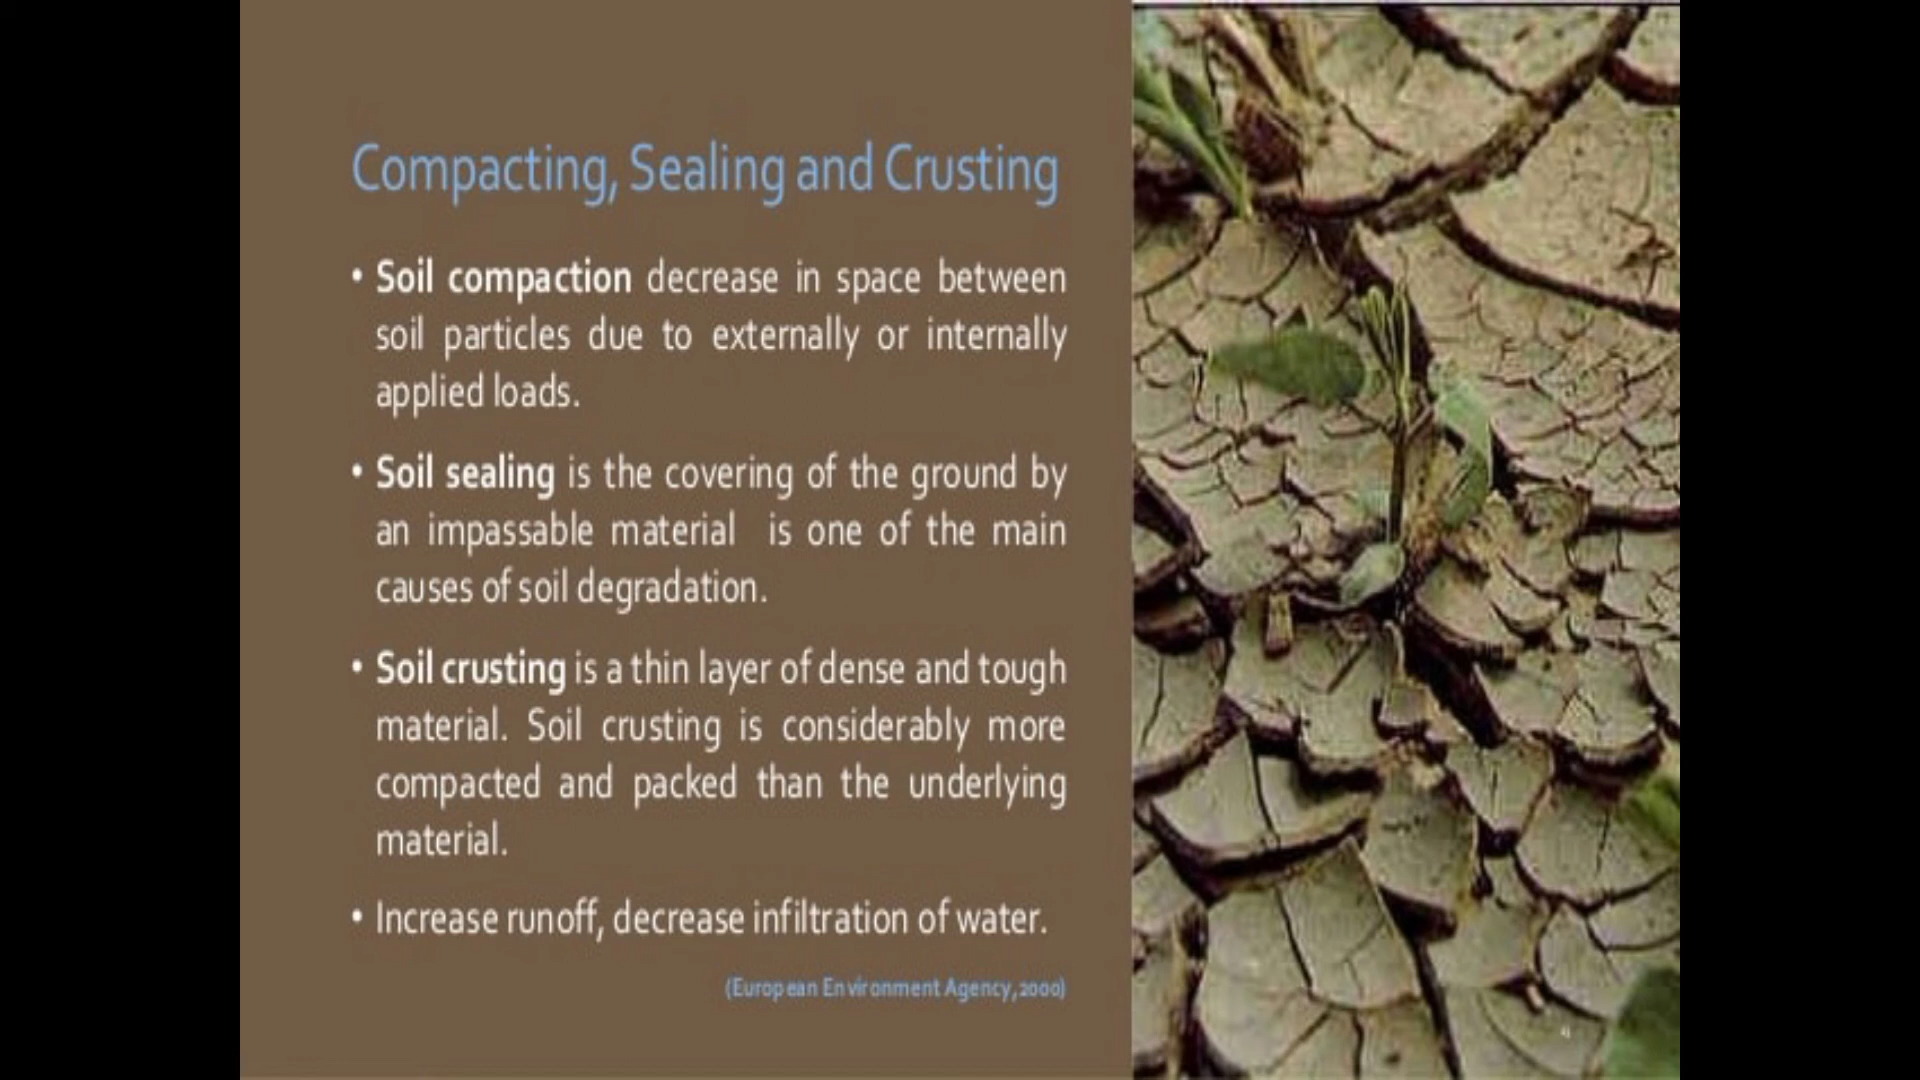 Compacting, Sealing and Crusting
• Soil compaction decrease in space between
soil particles due to externally or internally
applied loads.
• Soil sealing is the covering of the ground by
an impassable material is one of the main
causes of soil degradation.
• Soil crusting is a thin layer of dense and tough
material. Soil crusting is considerably more
compacted and packed than the underlying
material.
• Increase runoff, decrease infiltration of water.
(European Environment Agency,2000)